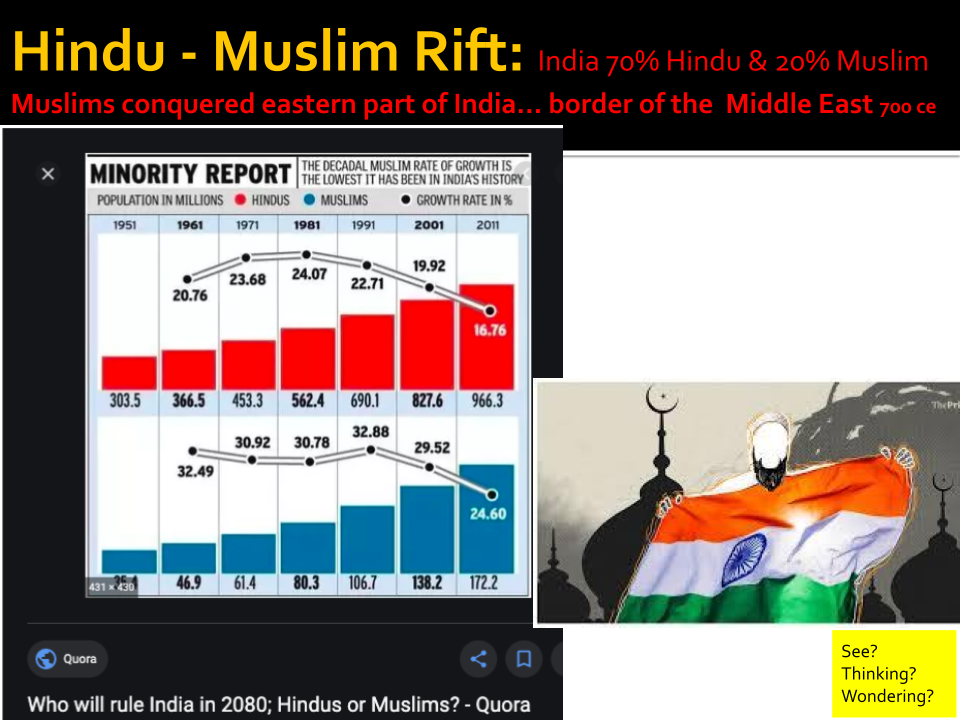 Hindu - Muslim Rift: India 70% Hindu & 20% Muslim
Muslims conquered eastern part of India... border of the Middle East 700 ce
MINORITY REPORT
THE DECADAL MUSLIM RATE OF GROWTH IS
THE LOWEST IT HAS BEEN IN INDIA'S HISTORY
POPULATION IN MILLIONS HINDUS MUSLIMS GROWTH RATE IN %
1951 1961 1971 1981 1991 2001 2011
20.76 23.68 24.07 22.71 19.92 16.76
303.5 366.5 453.3 562.4 690.1 827.6 966.3
32.49 30.92 30.78 32.88 29.52 24.60
46.9 61.4 80.3 106.7 138.2 172.2
431 × 430
Quora
Who will rule India in 2080; Hindus or Muslims? - Quora
See?
Thinking?
Wondering?